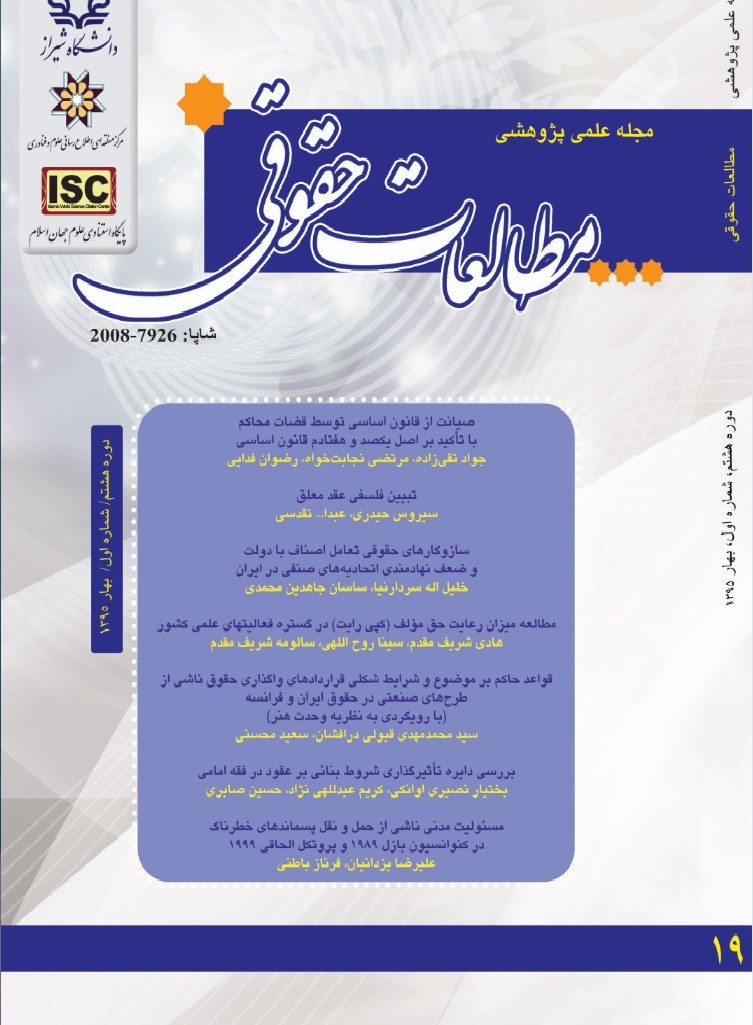 دانشگاه شیراز
مرکز منطقه‌ای اطلاع رسانی علوم و فناوری
ISC
Islamic World Science Citation Center
پایگاه استنادی علوم جهان اسلام
مجله علمی پژوهشی
مطالعات حقوقی
شاپا: 7926-2008
علمی پژوهشی
مطالعات حقوقی
دوره هشتم، شماره اول، بهار ۱۳۹۵
دوره هشتم/ شماره اول/ بهار ۱۳۹۵
صیانت از قانون اساسی توسط قضات محاکم
با تأکید بر اصل یکصد و هفتادم قانون اساسی
جواد تقی‌زاده، مرتضی نجابت‌خواه، رضوان فدایی
تبیین فلسفی عقد معلق
سیروس حیدری، عبدا... تقدسی
سازوکارهای حقوقی تعامل اصناف با دولت
و ضعف نهادمندی اتحادیه‌های صنفی در ایران
خلیل اله سردارنیا، ساسان جاهدین محمدی
مطالعه میزان رعایت حق مؤلف (کپی رایت) در گستره فعالیتهای علمی کشور
هادی شریف مقدم، سینا روح اللهی، سالومه شریف مقدم
قواعد حاکم بر موضوع و شرایط شکلی قراردادهای واگذاری حقوق ناشی از
طرح‌های صنعتی در حقوق ایران و فرانسه
(با رویکردی به نظریه وحدت هنر)
سید محمدمهدی قبولی درافشان، سعید محسنی
بررسی دایره تأثیرگذاری شروط بنائی بر عقود در فقه امامی
بختیار نصیری اوانکی، کریم عبداللهی نژاد، حسین صابری
مسئولیت مدنی ناشی از حمل و نقل پسماندهای خطرناک
در کنوانسیون بازل ۱۹۸۹ و پروتکل الحاقی ۱۹۹۹
علیرضا یزدانیان، فرناز باطنی
۱۹